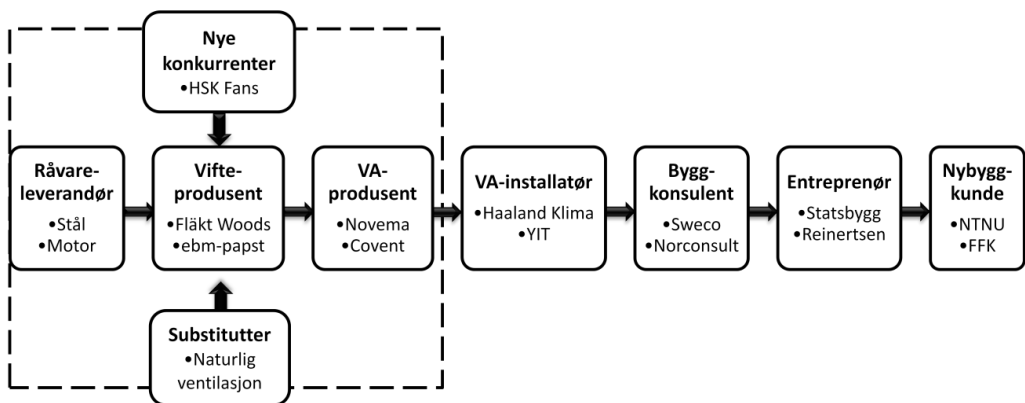 Nye
konkurrenter
•HSK Fans
Råvare-
leverandør
•Stål
•Motor
Vifte-
produsent
•Fläkt Woods
•ebm-papst
VA-
produsent
•Novema
•Covent
VA-installatør
•Haaland Klima
•YIT
Bygg-
konsulent
•Sweco
•Norconsult
Entreprenør
•Statsbygg
•Reinertsen
Nybygg-
kunde
•NTNU
•FFK
Substitutter
•Naturlig
ventilasjon